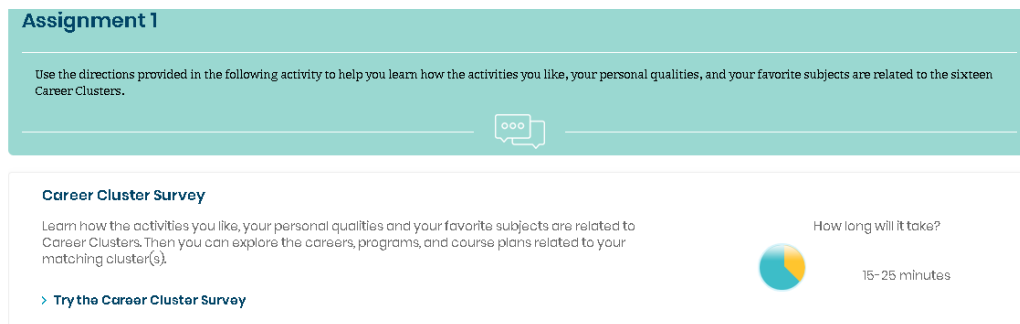 Assignment 1
Use the directions provided in the following activity to help you learn how the activities you like, your personal qualities, and your favorite subjects are related to the sixteen
Career Clusters.
Career Cluster Survey
Learn how the activities you like, your personal qualities and your favorite subjects are related to
Career Clusters. Then you can explore the careers, programs, and course plans related to your
matching cluster(s).
How long will it take?
15-25 minutes
> Try the Career Cluster Survey